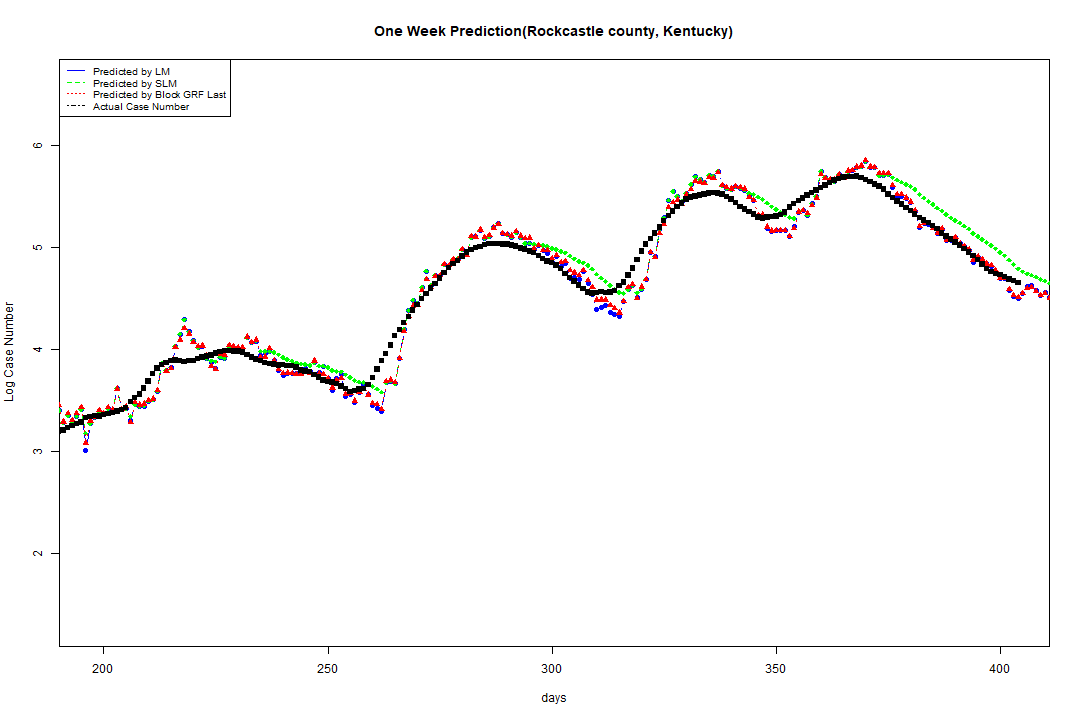 One Week Prediction(Rockcastle county, Kentucky)
Predicted by LM
Predicted by SLM
Predicted by Block GRF Last
Actual Case Number
Log Case Number
6
5
4
3
2
200 250 300 350 400
days